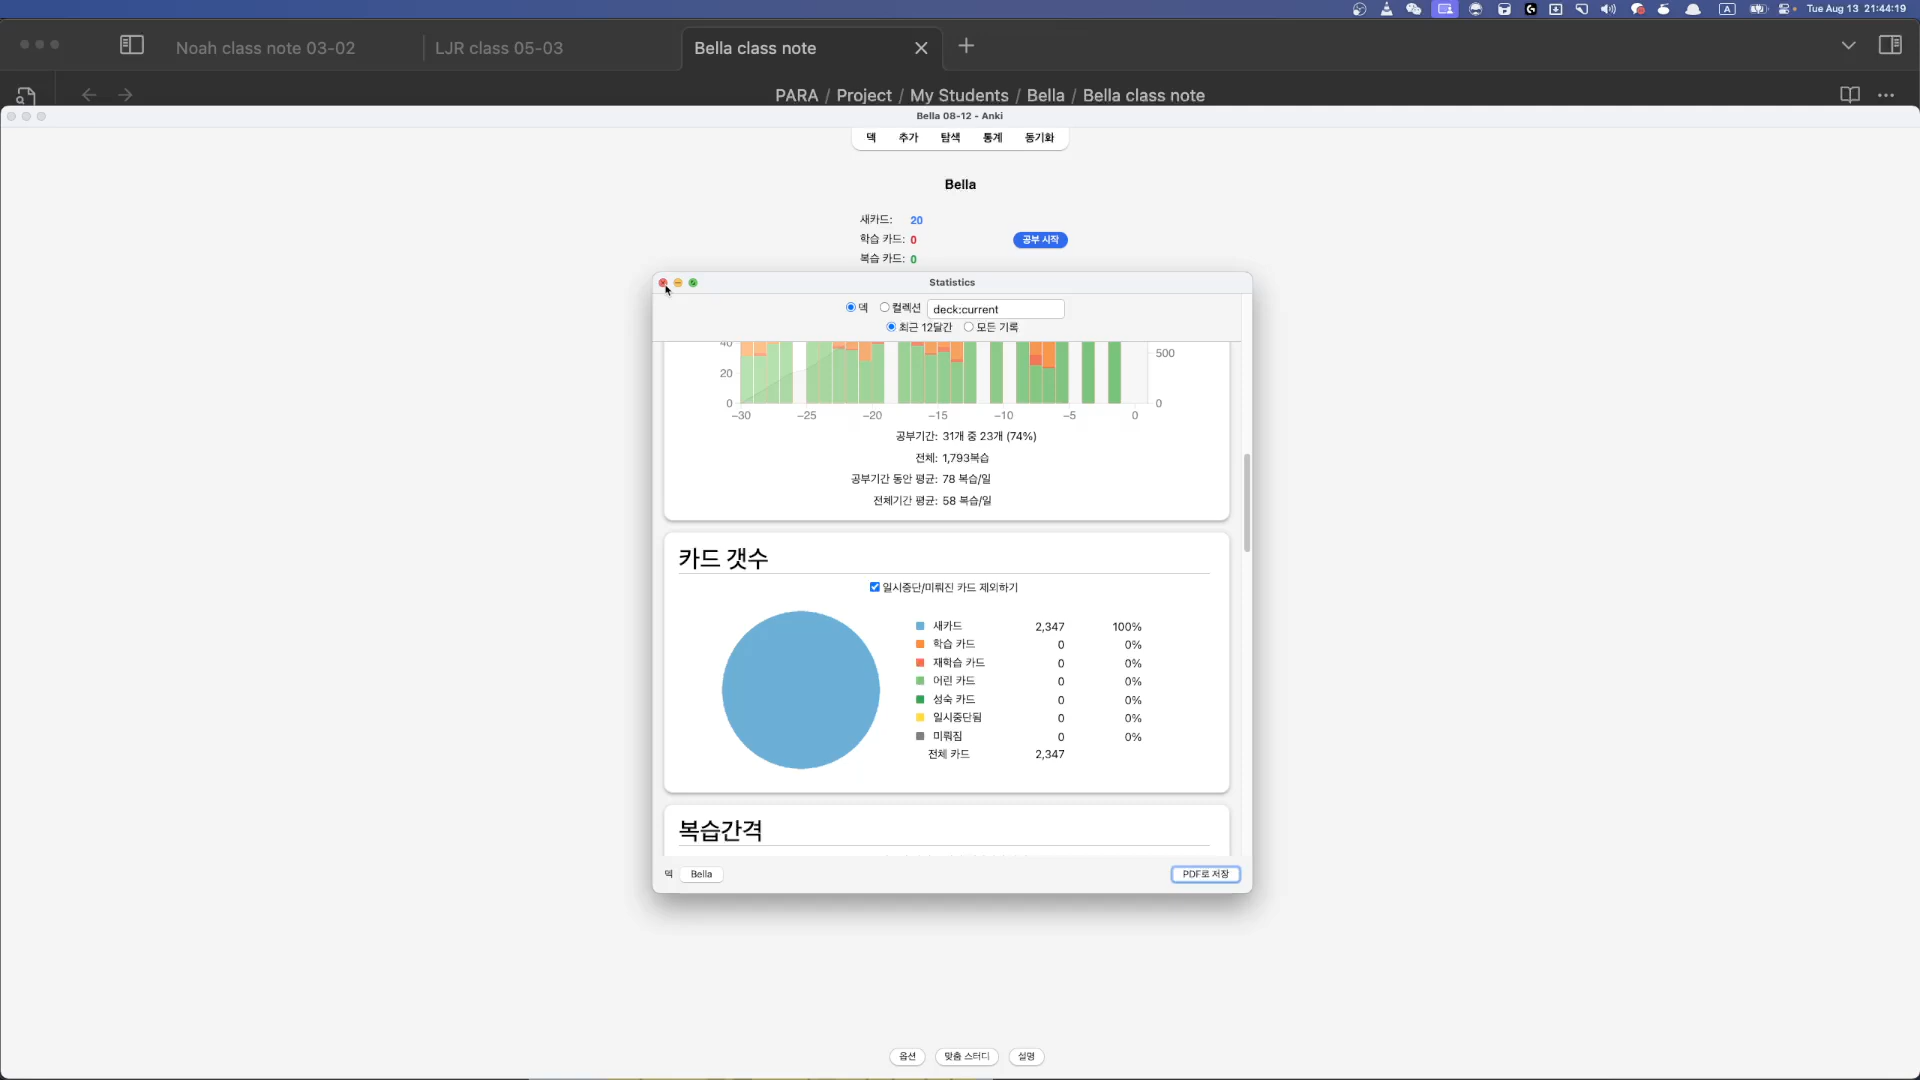 Tue Aug 13 21:44:19
Noah class note 03-02
LJR class 05-03
Bella class note
PARA / Project / My Students / Bella / Bella class note
Bella 08-12 - Anki
덱 추가 탐색 통계 동기화
Bella
새카드: 20
학습 카드: 0
공부 시작
복습 카드: 0
Statistics
덱 컬렉션 deck:current
최근 12달간 모든 기록
40
500
20
0
0
-30 -25 -20 -15 -10 -5 0
공부기간: 31개 중 23개 (74%)
전체: 1,793복습
공부기간 동안 평균: 78 복습/일
전체기간 평균: 58 복습/일
카드 갯수
일시중단/미뤄진 카드 제외하기
새카드 2,347 100%
학습 카드 0 0%
재학습 카드 0 0%
어린 카드 0 0%
성숙 카드 0 0%
일시중단됨 0 0%
미뤄짐 0 0%
전체 카드 2,347
복습간격
덱 Bella
PDF로 저장
옵션 맞춤 스터디 설명